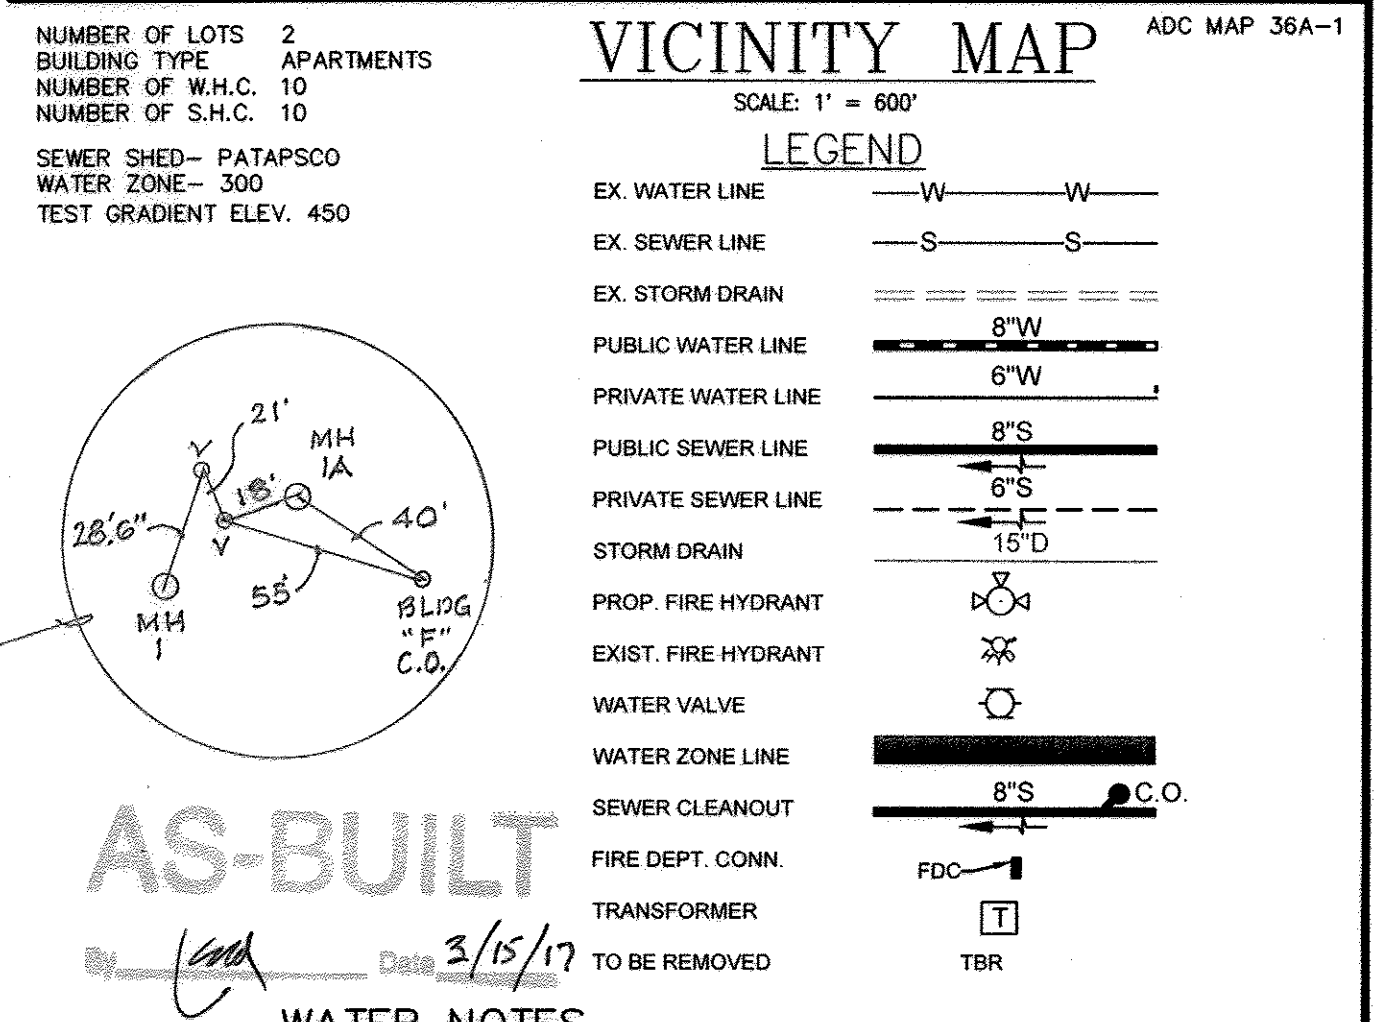 NUMBER OF LOTS 2
BUILDING TYPE APARTMENTS
NUMBER OF W.H.C. 10
NUMBER OF S.H.C. 10
SEWER SHED- PATAPSCO
WATER ZONE- 300
TEST GRADIENT ELEV. 450
VICINITY MAP
ADC MAP 36A-1
SCALE: 1' = 600'
LEGEND
EX. WATER LINE W W
EX. SEWER LINE S S
EX. STORM DRAIN
PUBLIC WATER LINE 8"W
PRIVATE WATER LINE 6"W
PUBLIC SEWER LINE 8"S
PRIVATE SEWER LINE 6"S
STORM DRAIN 15"D
PROP. FIRE HYDRANT
EXIST. FIRE HYDRANT
WATER VALVE
WATER ZONE LINE
SEWER CLEANOUT 8"S C.O.
FIRE DEPT. CONN. FDC
TRANSFORMER T
TO BE REMOVED TBR
21'
V
MH
1A
18'
28'.6"
V
40'
55'
MH
1
BLDG
"F"
C.O.
AS-BUILT
By Date 3/15/17
WATER NOTES